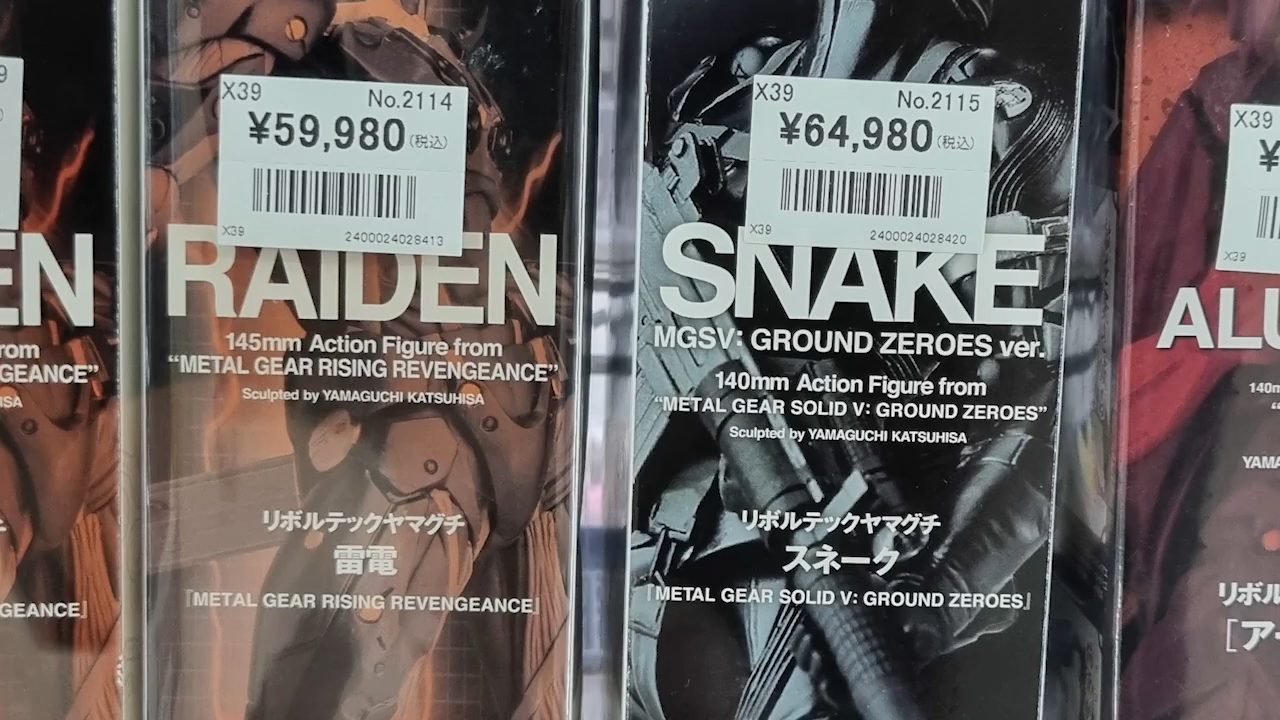 X39 No.2114
¥59,980(税込)
X39 2400024028413
RAIDEN
145mm Action Figure from
“METAL GEAR RISING REVENGEANCE”
Sculpted by YAMAGUCHI KATSUHISA
リボルテックヤマグチ
雷電
『METAL GEAR RISING REVENGEANCE』
X39 No.2115
¥64,980(税込)
X39 2400024028420
SNAKE
MGSV: GROUND ZEROES ver.
140mm Action Figure from
“METAL GEAR SOLID V: GROUND ZEROES”
Sculpted by YAMAGUCHI KATSUHISA
リボルテックヤマグチ
スネーク
『METAL GEAR SOLID V: GROUND ZEROES』
X39
¥
X39